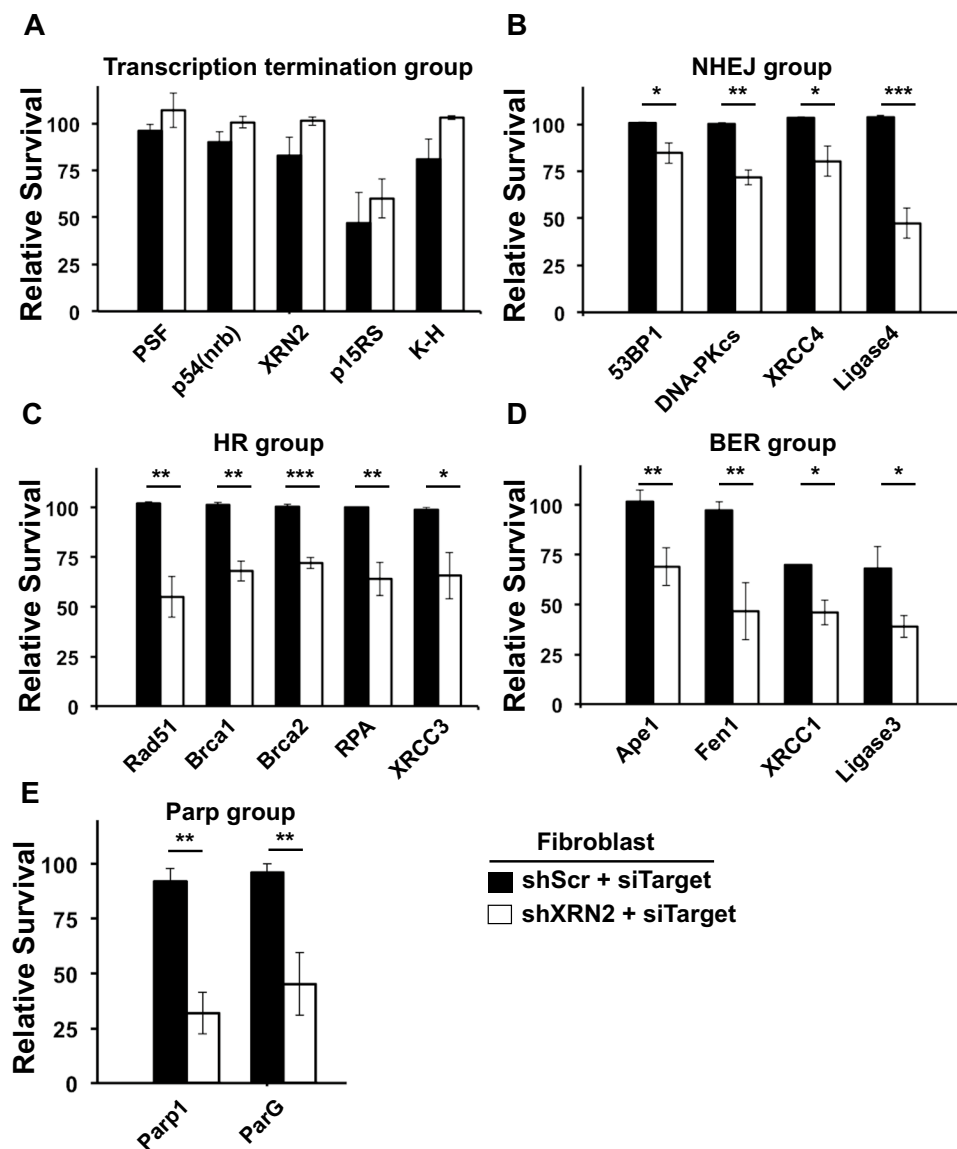 A
Transcription termination group
Relative Survival
100
75
50
25
0
PSF
p54(nrb)
XRN2
p15RS
K-H
B
NHEJ group
* ** * ***
Relative Survival
100
75
50
25
0
53BP1
DNA-PKcs
XRCC4
Ligase4
C
HR group
** ** *** ** *
Relative Survival
100
75
50
25
0
Rad51
Brca1
Brca2
RPA
XRCC3
D
BER group
** ** * *
Relative Survival
100
75
50
25
0
Ape1
Fen1
XRCC1
Ligase3
E
Parp group
** **
Relative Survival
100
75
50
25
0
Parp1
ParG
Fibroblast
shScr + siTarget
shXRN2 + siTarget